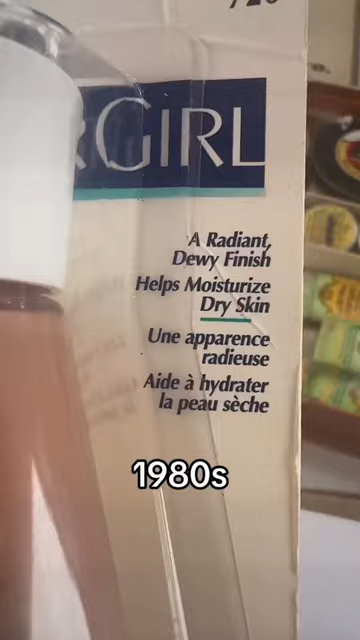 GIRL
A Radiant,
Dewy Finish
Helps Moisturize
Dry Skin
Une apparence
radieuse
Aide à hydrater
la peau sèche
1980s